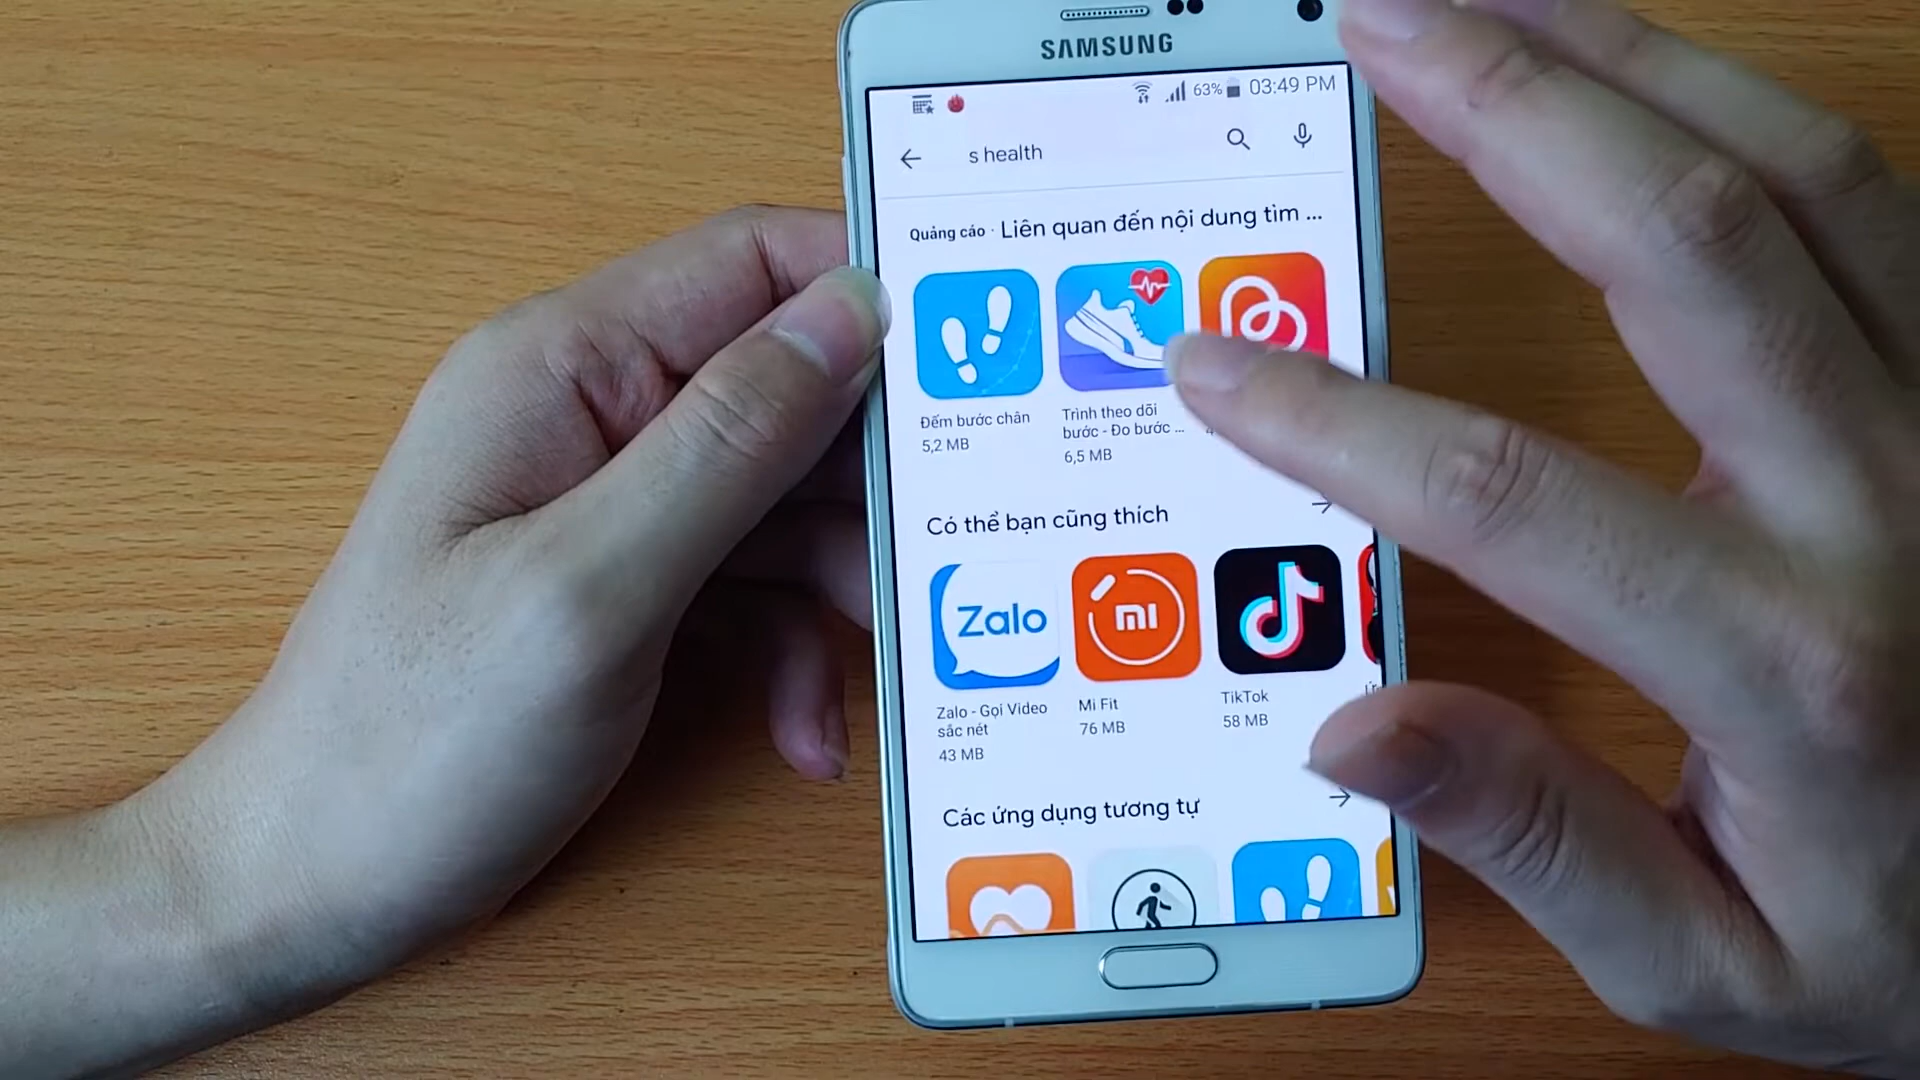 SAMSUNG
63% 03:49 PM
s health
Quảng cáo · Liên quan đến nội dung tìm ...
Đếm bước chân
5,2 MB
Trình theo dõi
bước - Đo bước ...
6,5 MB
Có thể bạn cũng thích
Zalo
mi
Zalo - Gọi Video
sắc nét
43 MB
Mi Fit
76 MB
TikTok
58 MB
Các ứng dụng tương tự